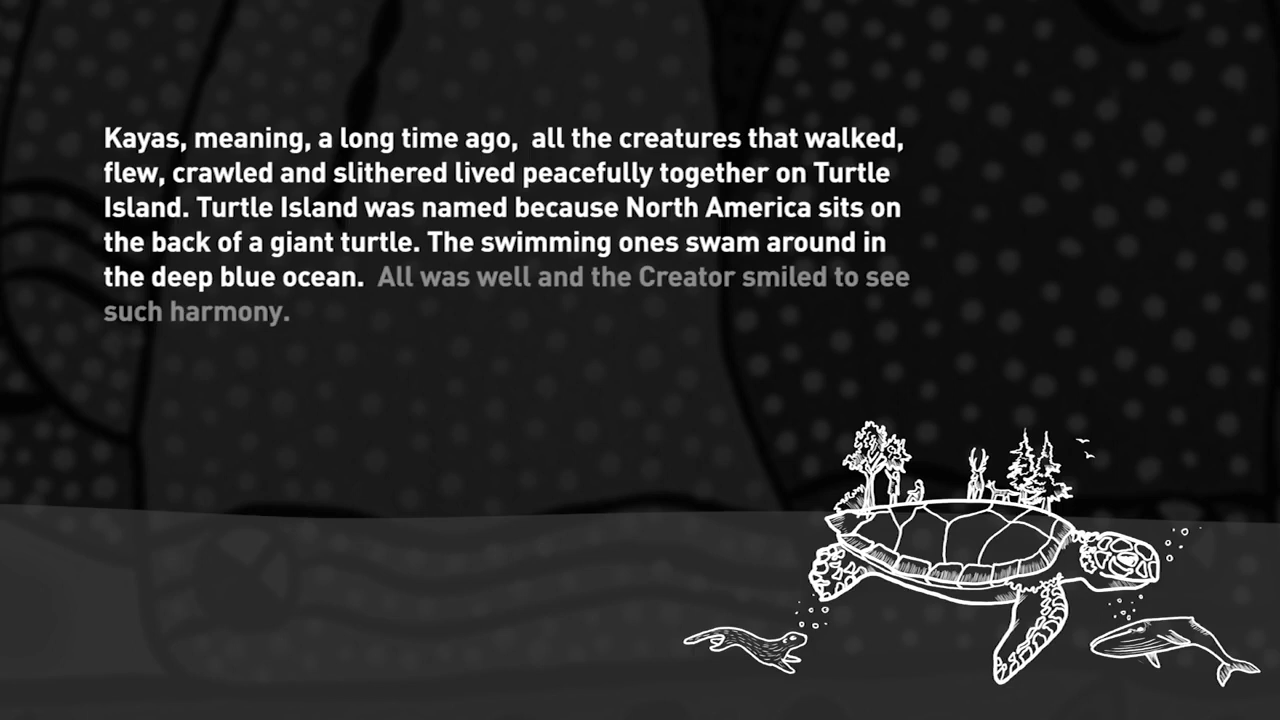 Kayas, meaning, a long time ago,  all the creatures that walked,
flew, crawled and slithered lived peacefully together on Turtle
Island. Turtle Island was named because North America sits on
the back of a giant turtle. The swimming ones swam around in
the deep blue ocean.  All was well and the Creator smiled to see
such harmony.